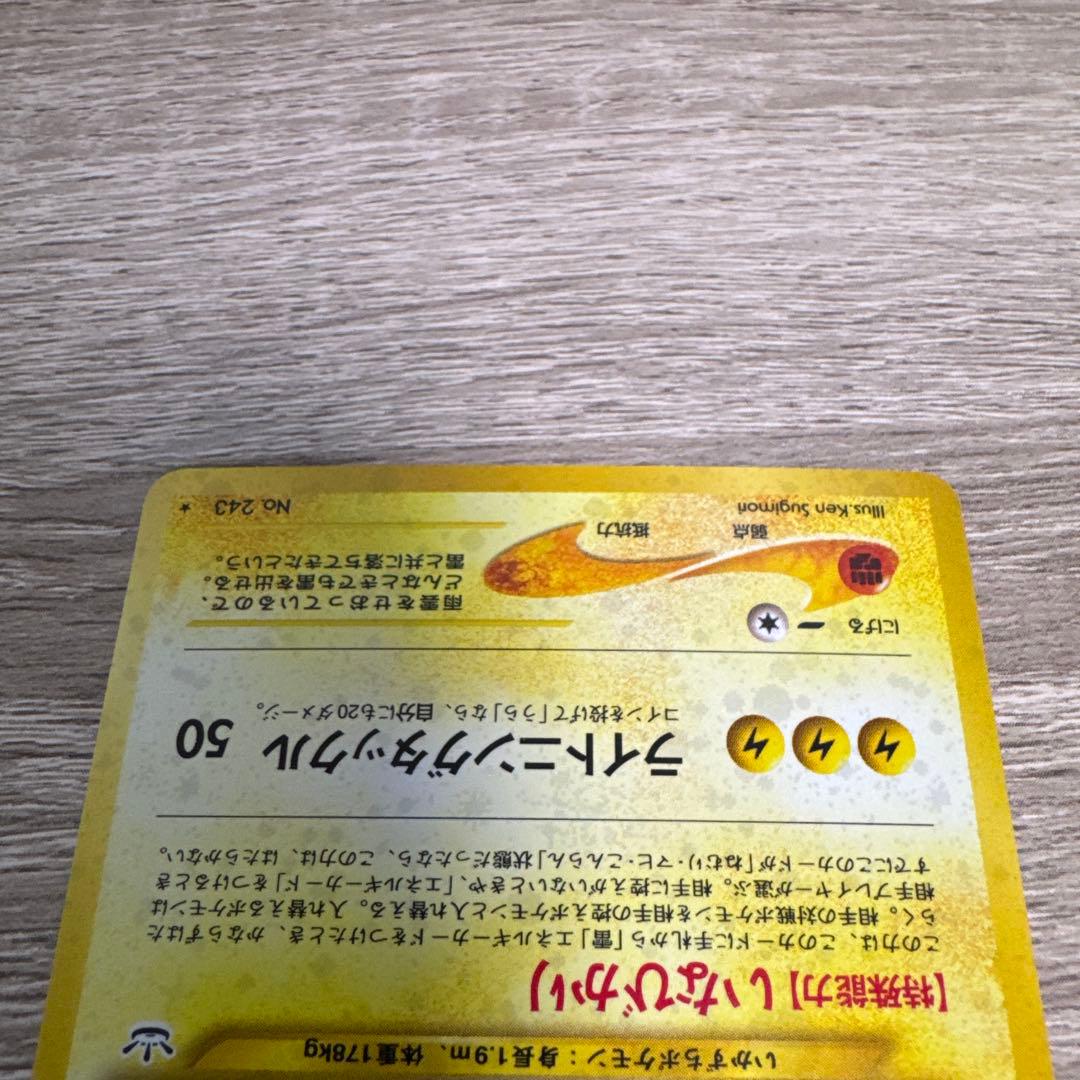 いかずちポケモン：身長1.9m、体重178kg
【特殊能力】いなびかり
この力は、このカードに手札から「雷」エネルギーカードをつけたとき、かならずはたら
く。相手の対戦ポケモンを相手の控えポケモンと入れ替える。入れ替えるポケモンは
相手プレイヤーが選ぶ。相手に控えがいないときや、「エネルギーカード」をつけるとき
すでにこのカードが「ねむり・マヒ・こんらん」状態だったなら、この力は、はたらかない。
ライトニングタックル 50
コインを投げて「うら」なら、自分にも20ダメージ。
にげる
弱点 抵抗力
雨雲をせおっているので、
どんなときでも雷を出せる。
雷と共に落ちてきたという。
Illus. Ken Sugimori
No. 243 ★